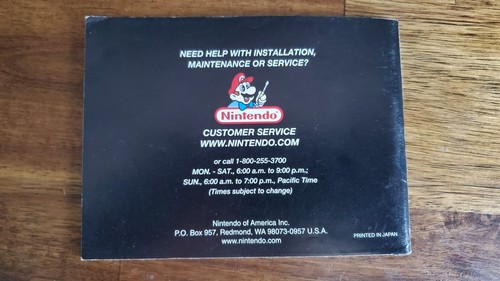 NEED HELP WITH INSTALLATION,
MAINTENANCE OR SERVICE?
Nintendo
CUSTOMER SERVICE
WWW.NINTENDO.COM
or call 1-800-255-3700
MON. - SAT., 6:00 a.m. to 9:00 p.m.;
SUN., 6:00 a.m. to 7:00 p.m., Pacific Time
(Times subject to change)
Nintendo of America Inc.
P.O. Box 957, Redmond, WA 98073-0957 U.S.A.
www.nintendo.com
PRINTED IN JAPAN